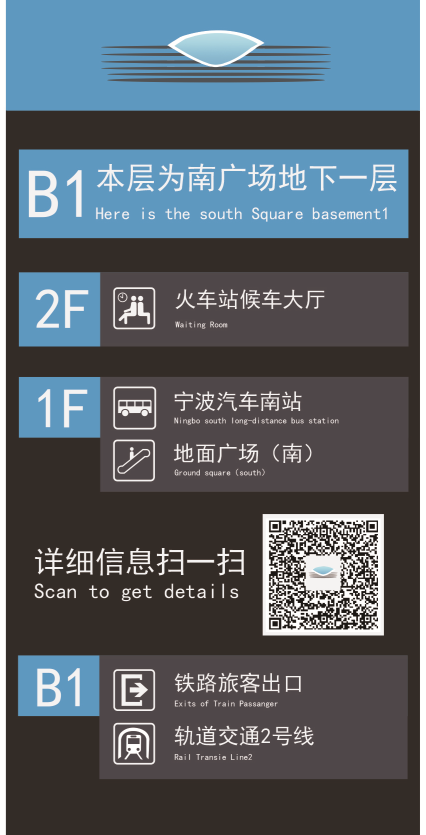 B1
本层为南广场地下一层
Here is the south Square basement1
2F
火车站候车大厅
Waiting Room
1F
宁波汽车南站
Ningbo south long-distance bus station
地面广场（南）
Ground square（south）
详细信息扫一扫
Scan to get details
B1
铁路旅客出口
Exits of Train Passanger
轨道交通2号线
Rail Transie Line2